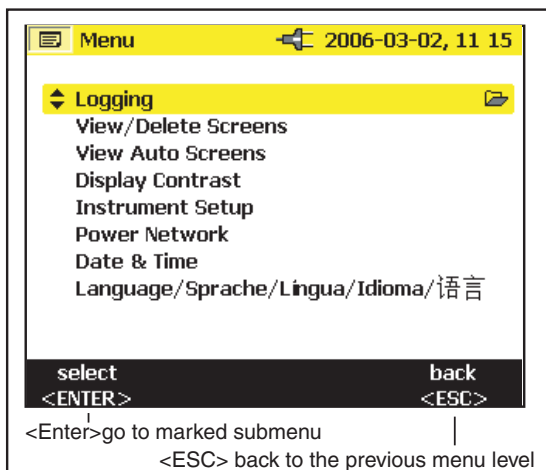 Menu 2006-03-02, 11 15
Logging
View/Delete Screens
View Auto Screens
Display Contrast
Instrument Setup
Power Network
Date & Time
Language/Sprache/Lingua/Idioma/语言
select back
<ENTER> <ESC>
<Enter>go to marked submenu
<ESC> back to the previous menu level